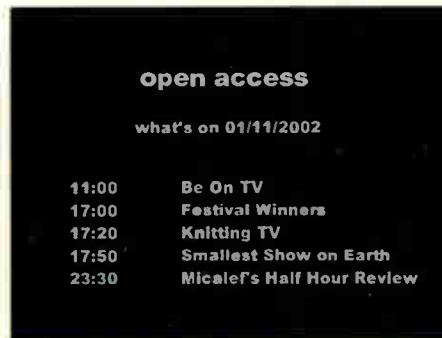 open access
what's on 01/11/2002
11:00 Be On TV
17:00 Festival Winners
17:20 Knitting TV
17:50 Smallest Show on Earth
23:30 Micalef's Half Hour Review